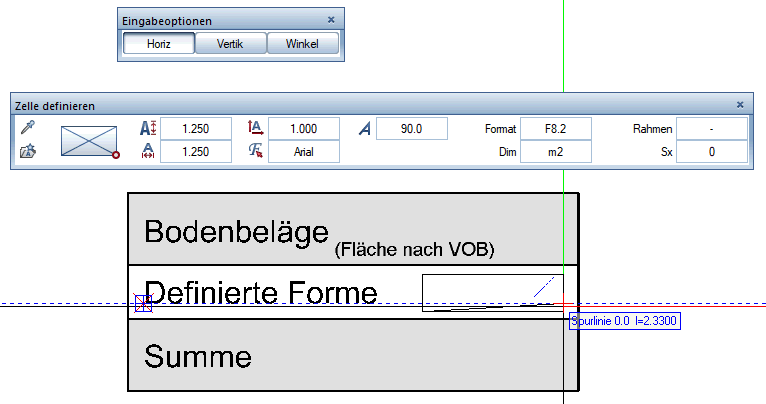 Eingabeoptionen
Horiz Vertik Winkel
Zelle definieren
1.250 1.000 90.0 Format F8.2 Rahmen -
1.250 Arial Dim m2 Sx 0
Bodenbeläge (Fläche nach VOB)
Definierte Forme
Spurlinie 0.0 l=2.3300
Summe